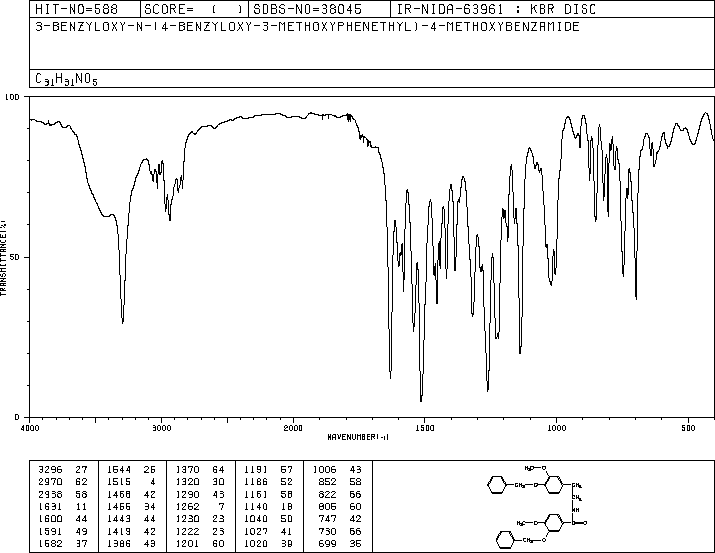 HIT-NO=588 SCORE= ( ) SDBS-NO=38045 IR-NIDA-63961 : KBR DISC
3-BENZYLOXY-N-(4-BENZYLOXY-3-METHOXYPHENETHYL)-4-METHOXYBENZAMIDE
C31H31NO5
100
50
0
TRANSMITTANCE(%)
4000 3000 2000 1500 1000 500
WAVENUMBER(-1)
3296 27 1544 26 1370 64 1191 57 1006 43
2970 62 1515 4 1320 30 1186 52 852 58
2938 58 1468 42 1290 45 1161 58 822 66
1631 11 1455 34 1262 7 1140 19 806 60
1600 44 1443 44 1230 23 1040 50 747 42
1591 49 1419 42 1222 23 1027 41 730 66
1582 37 1386 43 1201 60 1020 39 699 35